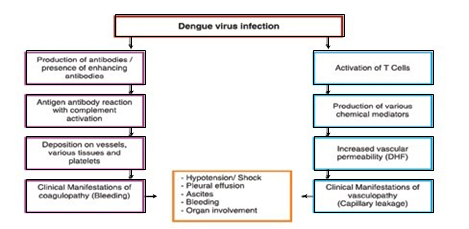 Dengue virus infection
Production of antibodies /
presence of enhancing
antibodies
Antigen antibody reaction
with complement
activation
Deposition on vessels,
various tissues and
platelets
Clinical Manifestations of
coagulopathy (Bleeding)
Activation of T Cells
Production of various
chemical mediators
Increased vascular
permeability (DHF)
Clinical Manifestations of
vasculopathy
(Capillary leakage)
- Hypotension/ Shock
- Pleural effusion
- Ascites
- Bleeding
- Organ involvement